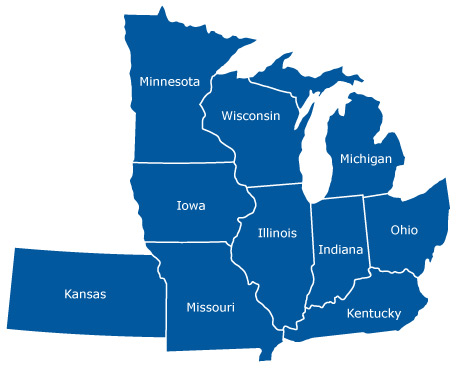 Minnesota
Wisconsin
Michigan
Iowa
Illinois
Indiana
Ohio
Kansas
Missouri
Kentucky